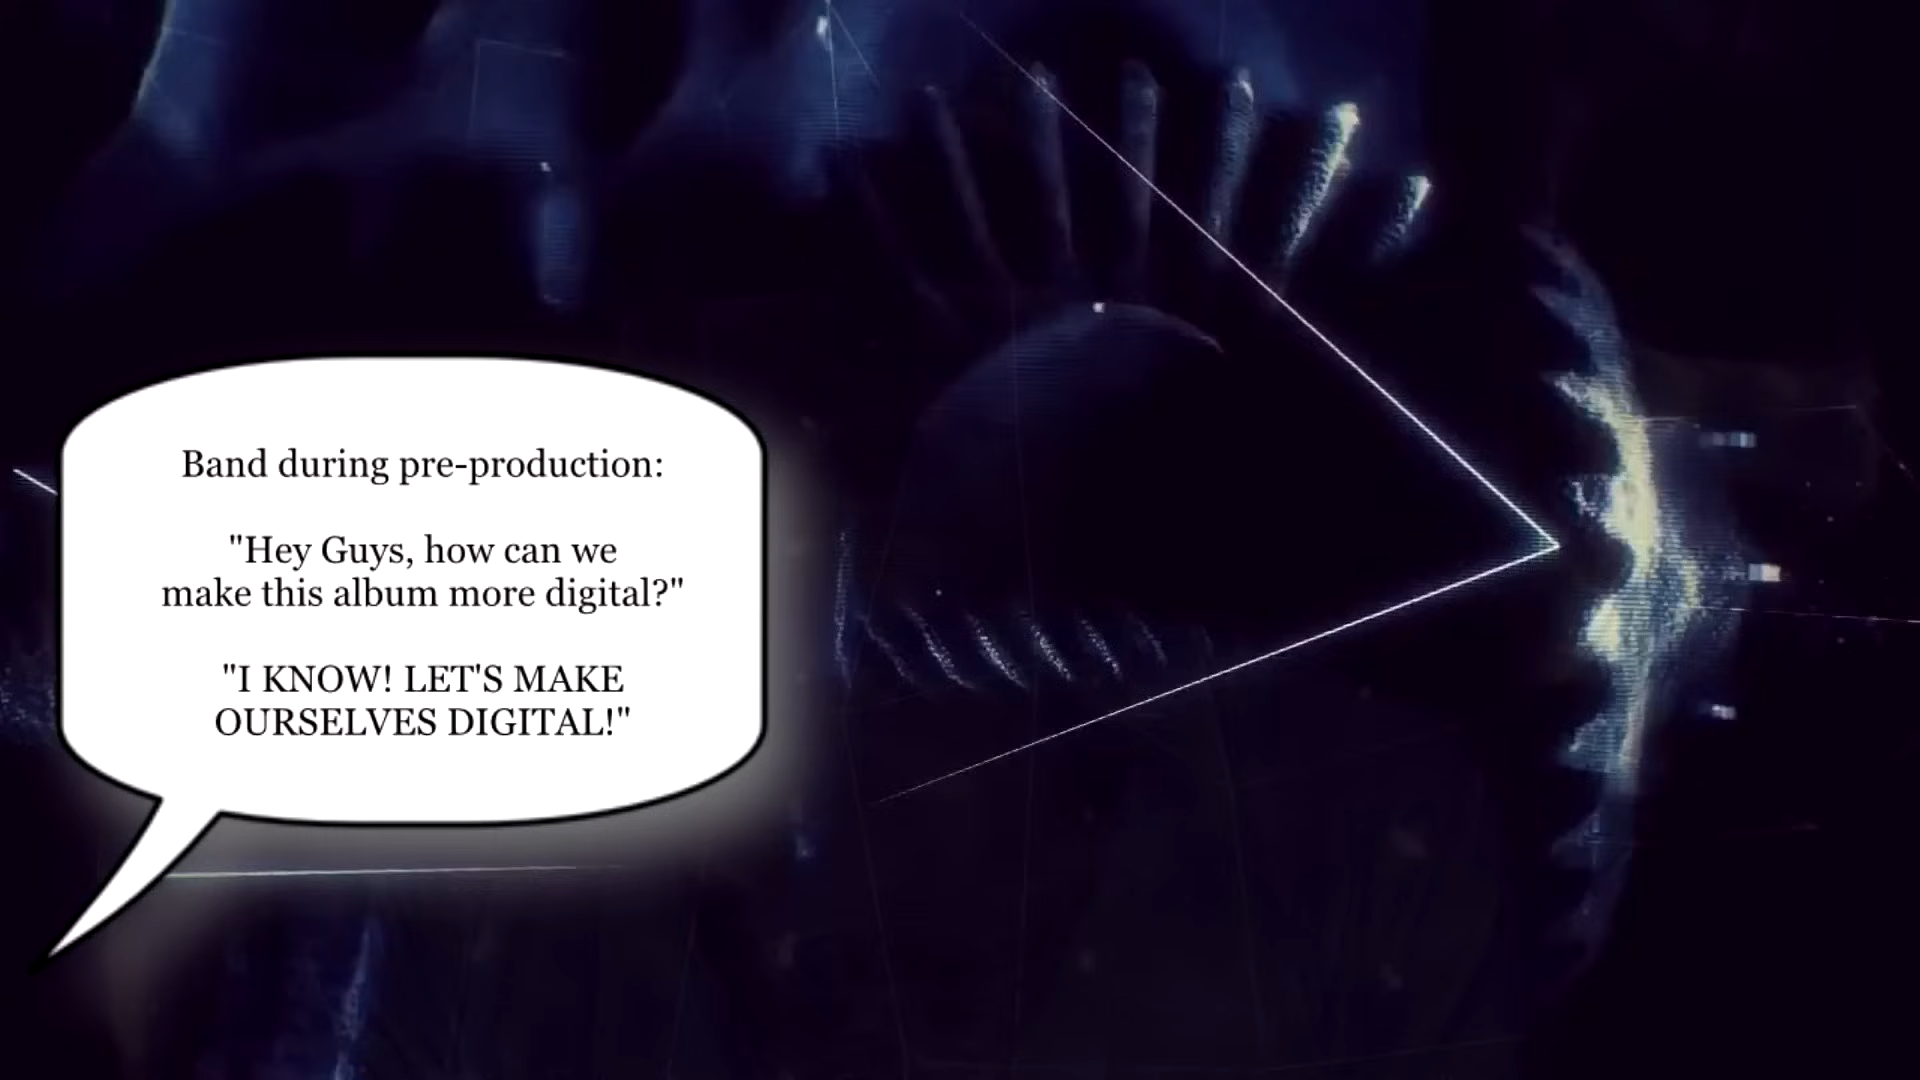 Band during pre-production:
"Hey Guys, how can we
make this album more digital?"
"I KNOW! LET'S MAKE
OURSELVES DIGITAL!"